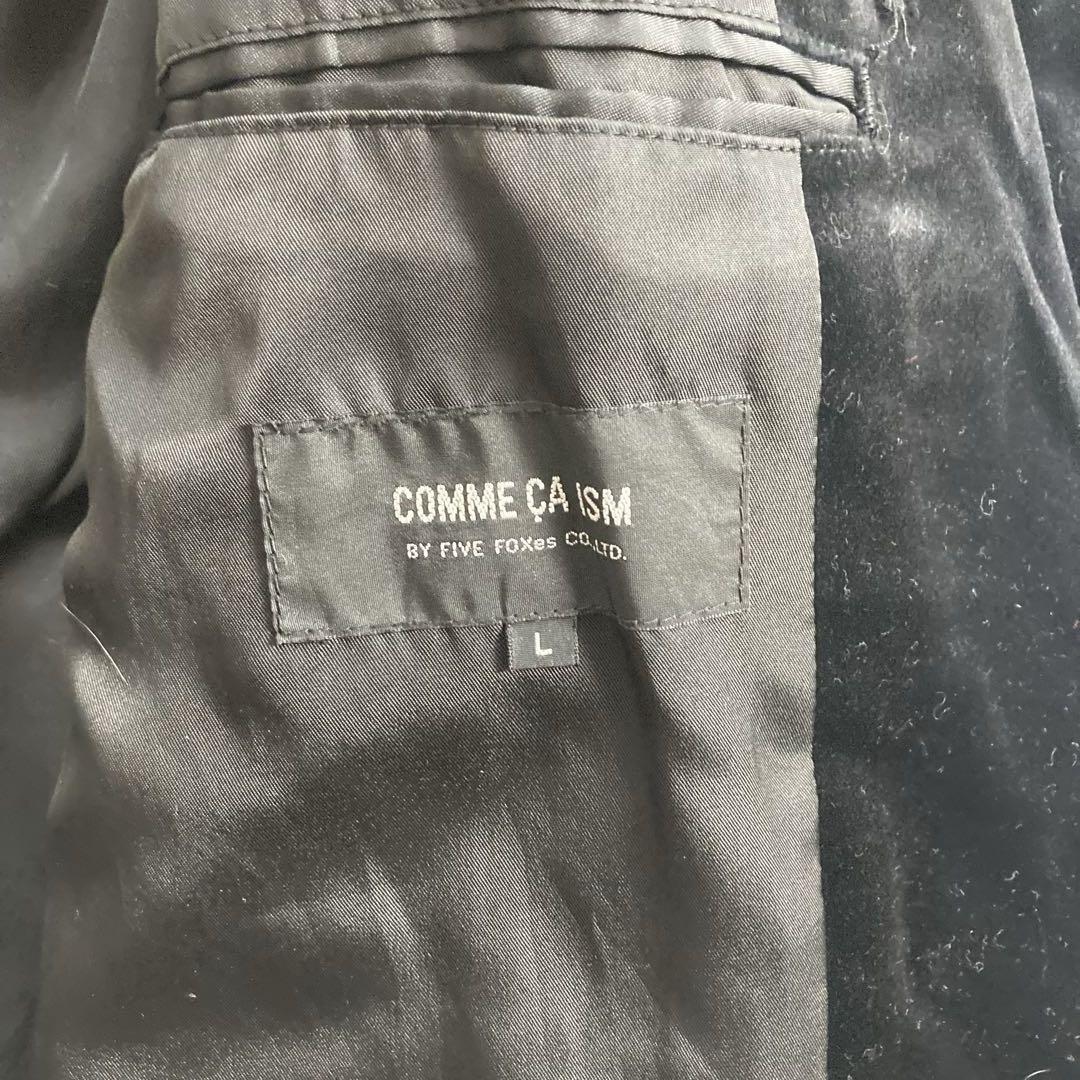 COMME ÇA ISM
BY FIVE FOXes CO.,LTD.
L